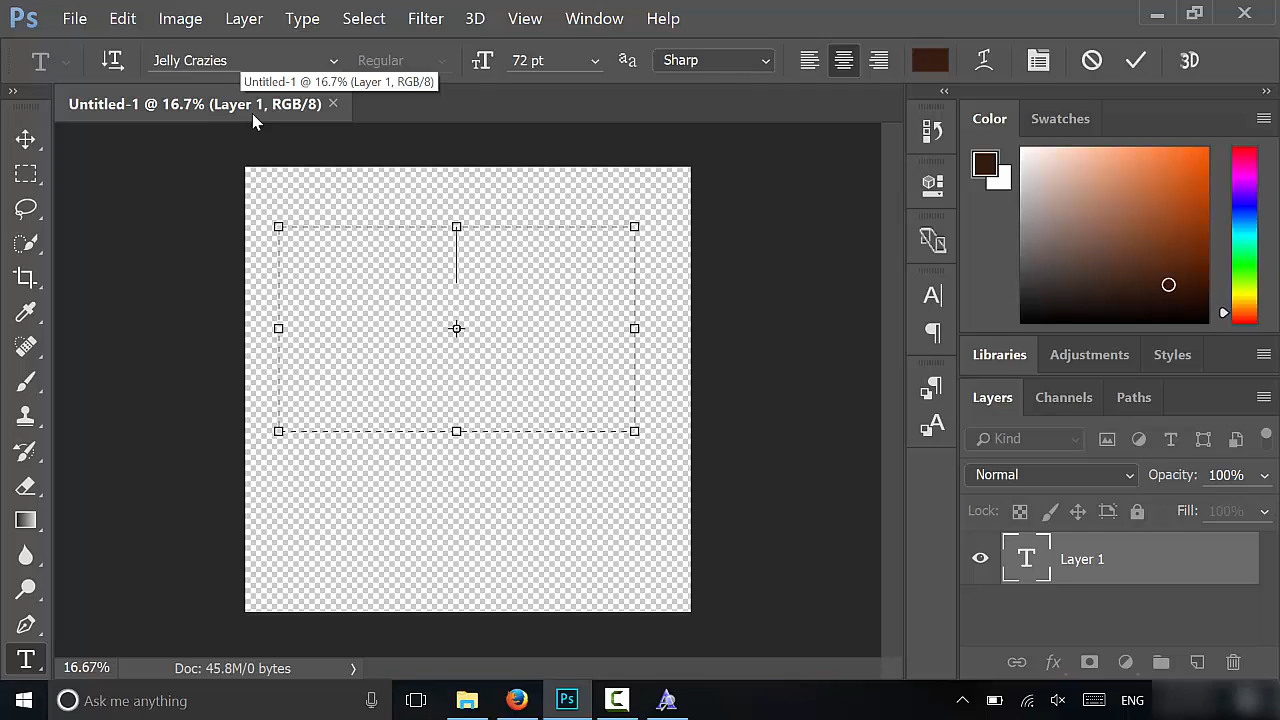 Ps File Edit Image Layer Type Select Filter 3D View Window Help
T Jelly Crazies Regular 72 pt Sharp 3D
Untitled-1 @ 16.7% (Layer 1, RGB/8)
Untitled-1 @ 16.7% (Layer 1, RGB/8)
Color Swatches
Libraries Adjustments Styles
Layers Channels Paths
Kind
Normal Opacity: 100%
Lock: Fill: 100%
T Layer 1
16.67% Doc: 45.8M/0 bytes
Ask me anything Ps ENG